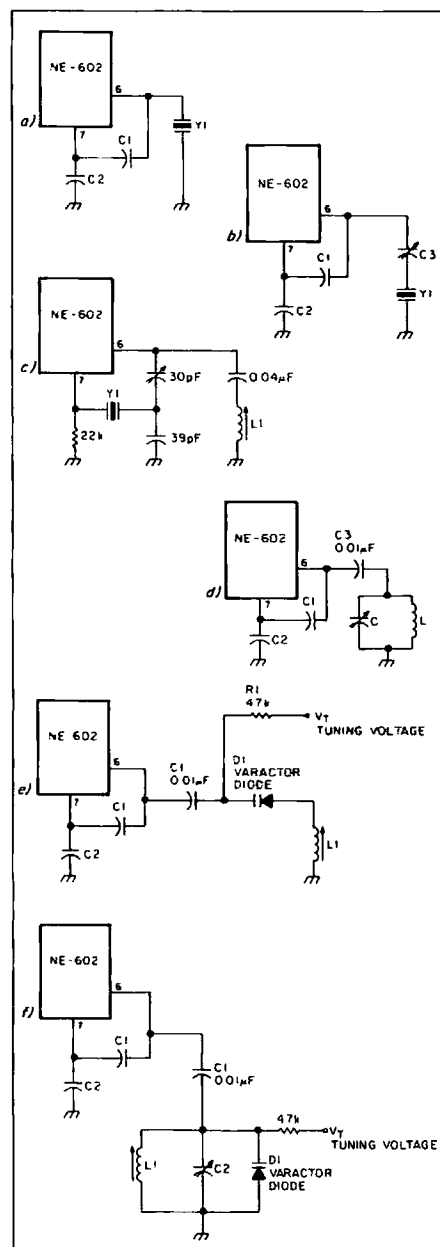 NE-602
6
a)
7
C1
Y1
C2
NE-602
b)
6
7
C1
C3
C2
Y1
NE-602
c)
6
7
Y1
30pF
0.04µF
22k
39pF
L1
NE-602
d)
6
C3
0.01µF
7
C1
C
L
C2
R1
47k
VT
TUNING VOLTAGE
NE 602
e)
6
C1
0.01µF
D1
VARACTOR
DIODE
7
C1
C2
L1
NE-602
f)
6
7
C1
C2
C1
0.01µF
47k
VT
TUNING VOLTAGE
L1
C2
D1
VARACTOR
DIODE